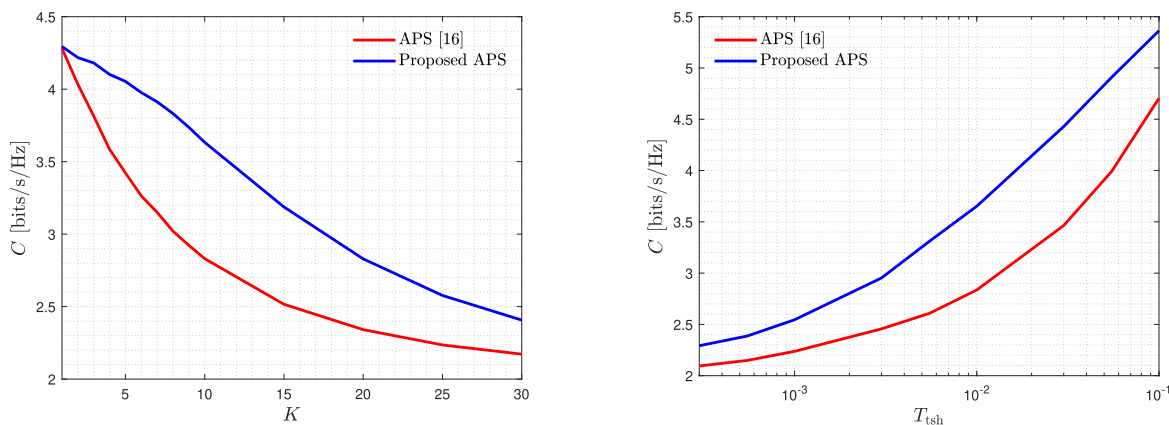 4.5
4
3.5
3
2.5
2
C [bits/s/Hz]
APS [16]
Proposed APS
5 10 15 20 25 30
K
5.5
5
4.5
4
3.5
3
2.5
2
C [bits/s/Hz]
APS [16]
Proposed APS
10⁻³ 10⁻² 10⁻¹
T_tsh